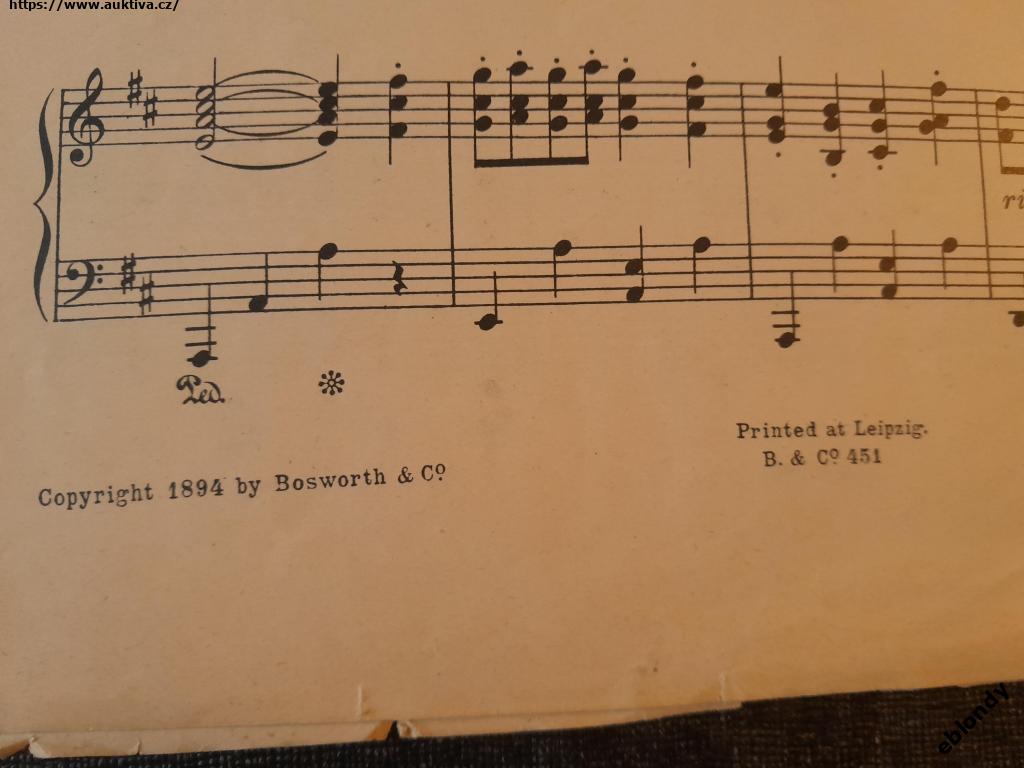 https://www.auktiva.cz/
Ped.
Printed at Leipzig.
B. & Co 451
Copyright 1894 by Bosworth & Co
eblondy